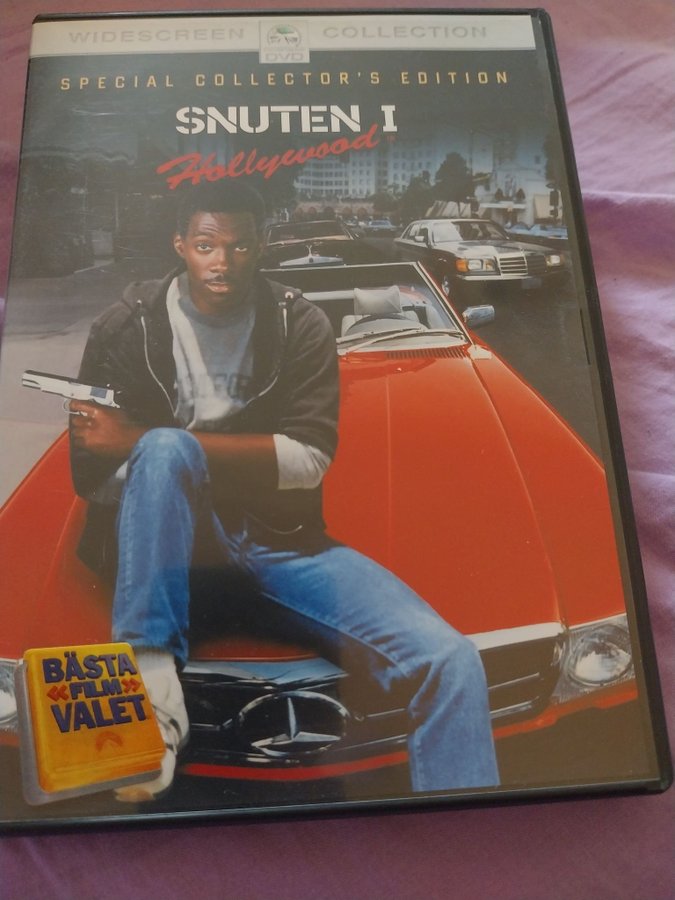 WIDESCREEN DVD COLLECTION
SPECIAL COLLECTOR'S EDITION
SNUTEN I
Hollywood
BÄSTA
«FILM»
VALET